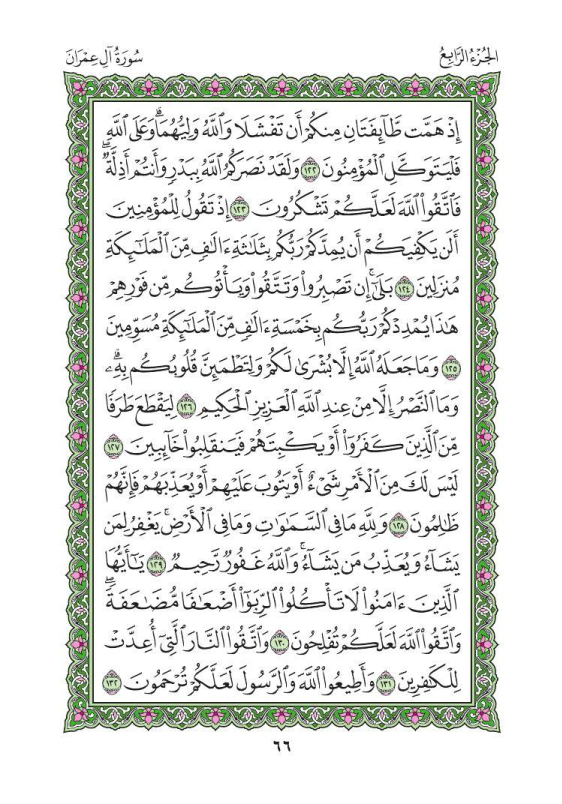 الجُزْءُ الرَّابِعُ
سُورَةُ آلِ عِمْرَانَ
إِذْ هَمَّت طَّآئِفَتَانِ مِنكُمْ أَن تَفْشَلَا وَٱللَّهُ وَلِيُّهُمَاۗ وَعَلَى ٱللَّهِ
فَلْيَتَوَكَّلِ ٱلْمُؤْمِنُونَ ١٢٢ وَلَقَدْ نَصَرَكُمُ ٱللَّهُ بِبَدْرٍ وَأَنتُمْ أَذِلَّةٌۖ
فَٱتَّقُوا۟ ٱللَّهَ لَعَلَّكُمْ تَشْكُرُونَ ١٢٣ إِذْ تَقُولُ لِلْمُؤْمِنِينَ
أَلَن يَكْفِيَكُمْ أَن يُمِدَّكُمْ رَبُّكُم بِثَلَٰثَةِ ءَالَٰفٍ مِّنَ ٱلْمَلَٰٓئِكَةِ
مُنزَلِينَ ١٢٤ بَلَىٰٓۚ إِن تَصْبِرُوا۟ وَتَتَّقُوا۟ وَيَأْتُوكُم مِّن فَوْرِهِمْ
هَٰذَا يُمْدِدْكُمْ رَبُّكُم بِخَمْسَةِ ءَالَٰفٍ مِّنَ ٱلْمَلَٰٓئِكَةِ مُسَوِّمِينَ
١٢٥ وَمَا جَعَلَهُ ٱللَّهُ إِلَّا بُشْرَىٰ لَكُمْ وَلِتَطْمَئِنَّ قُلُوبُكُم بِهِۦۗ
وَمَا ٱلنَّصْرُ إِلَّا مِنْ عِندِ ٱللَّهِ ٱلْعَزِيزِ ٱلْحَكِيمِ ١٢٦ لِيَقْطَعَ طَرَفًا
مِّنَ ٱلَّذِينَ كَفَرُوٓا۟ أَوْ يَكْبِتَهُمْ فَيَنقَلِبُوا۟ خَآئِبِينَ ١٢٧
لَيْسَ لَكَ مِنَ ٱلْأَمْرِ شَىْءٌ أَوْ يَتُوبَ عَلَيْهِمْ أَوْ يُعَذِّبَهُمْ فَإِنَّهُمْ
ظَٰلِمُونَ ١٢٨ وَلِلَّهِ مَا فِى ٱلسَّمَٰوَٰتِ وَمَا فِى ٱلْأَرْضِۚ يَغْفِرُ لِمَن
يَشَآءُ وَيُعَذِّبُ مَن يَشَآءُۚ وَٱللَّهُ غَفُورٌ رَّحِيمٌ ١٢٩ يَٰٓأَيُّهَا
ٱلَّذِينَ ءَامَنُوا۟ لَا تَأْكُلُوا۟ ٱلرِّبَوٰٓا۟ أَضْعَٰفًا مُّضَٰعَفَةًۖ
وَٱتَّقُوا۟ ٱللَّهَ لَعَلَّكُمْ تُفْلِحُونَ ١٣٠ وَٱتَّقُوا۟ ٱلنَّارَ ٱلَّتِىٓ أُعِدَّتْ
لِلْكَٰفِرِينَ ١٣١ وَأَطِيعُوا۟ ٱللَّهَ وَٱلرَّسُولَ لَعَلَّكُمْ تُرْحَمُونَ ١٣٢
٦٦